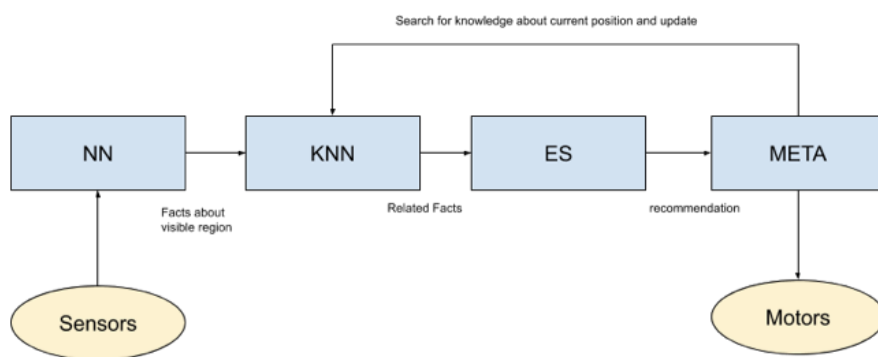 Search for knowledge about current position and update
NN
KNN
ES
META
Facts about
visible region
Related Facts
recommendation
Sensors
Motors